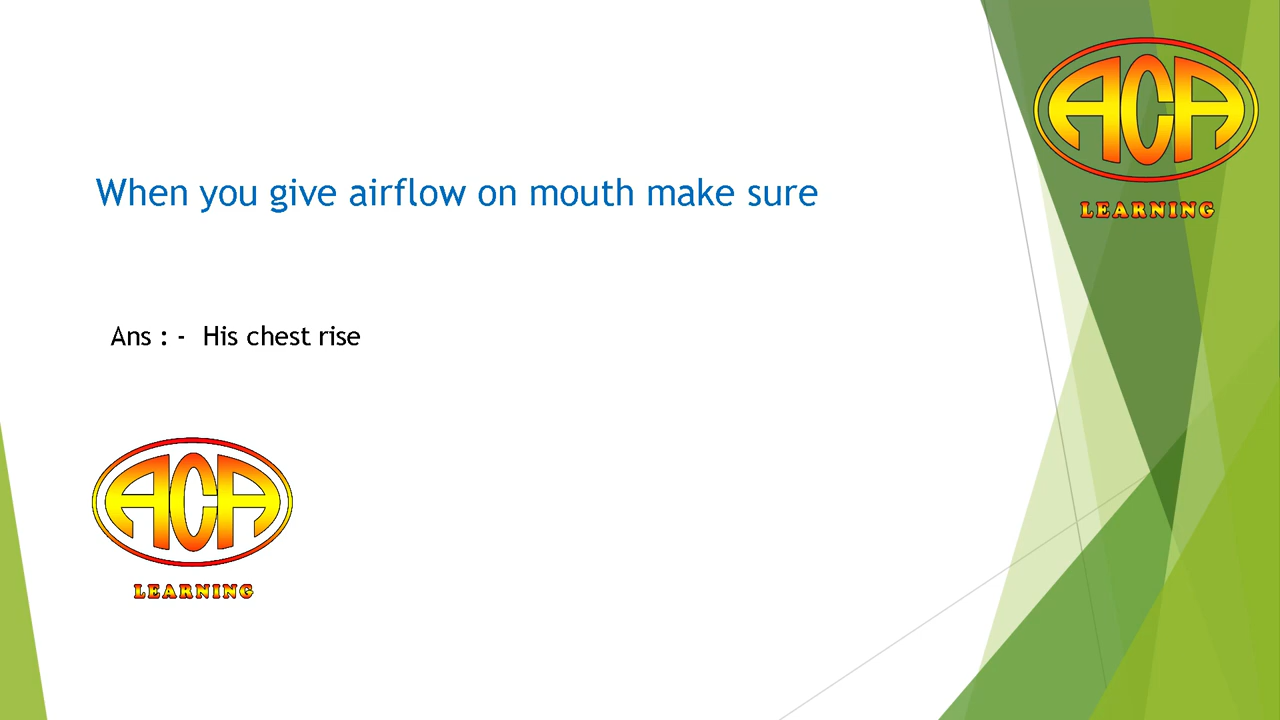 ACA
LEARNING
When you give airflow on mouth make sure
Ans : -  His chest rise
ACA
LEARNING